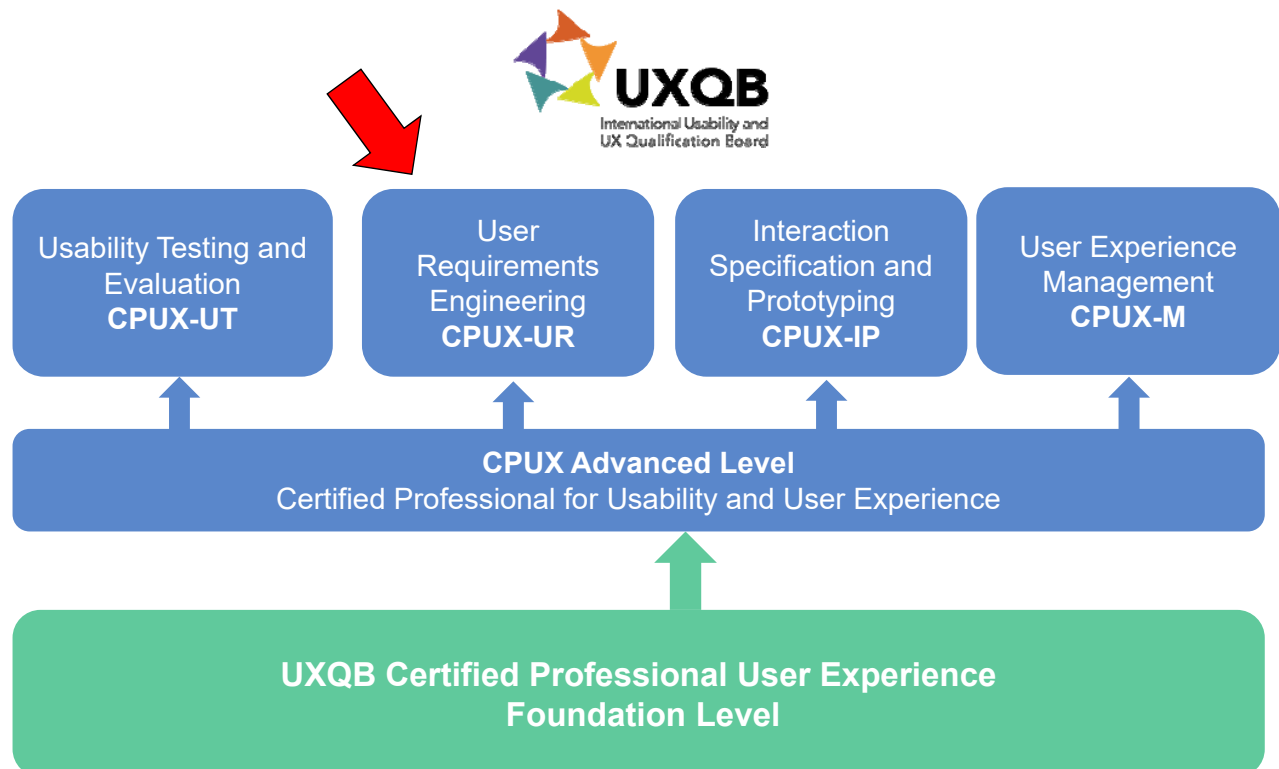 UXQB
International Usability and
UX Qualification Board
Usability Testing and
Evaluation
CPUX-UT
User
Requirements
Engineering
CPUX-UR
Interaction
Specification and
Prototyping
CPUX-IP
User Experience
Management
CPUX-M
CPUX Advanced Level
Certified Professional for Usability and User Experience
UXQB Certified Professional User Experience
Foundation Level